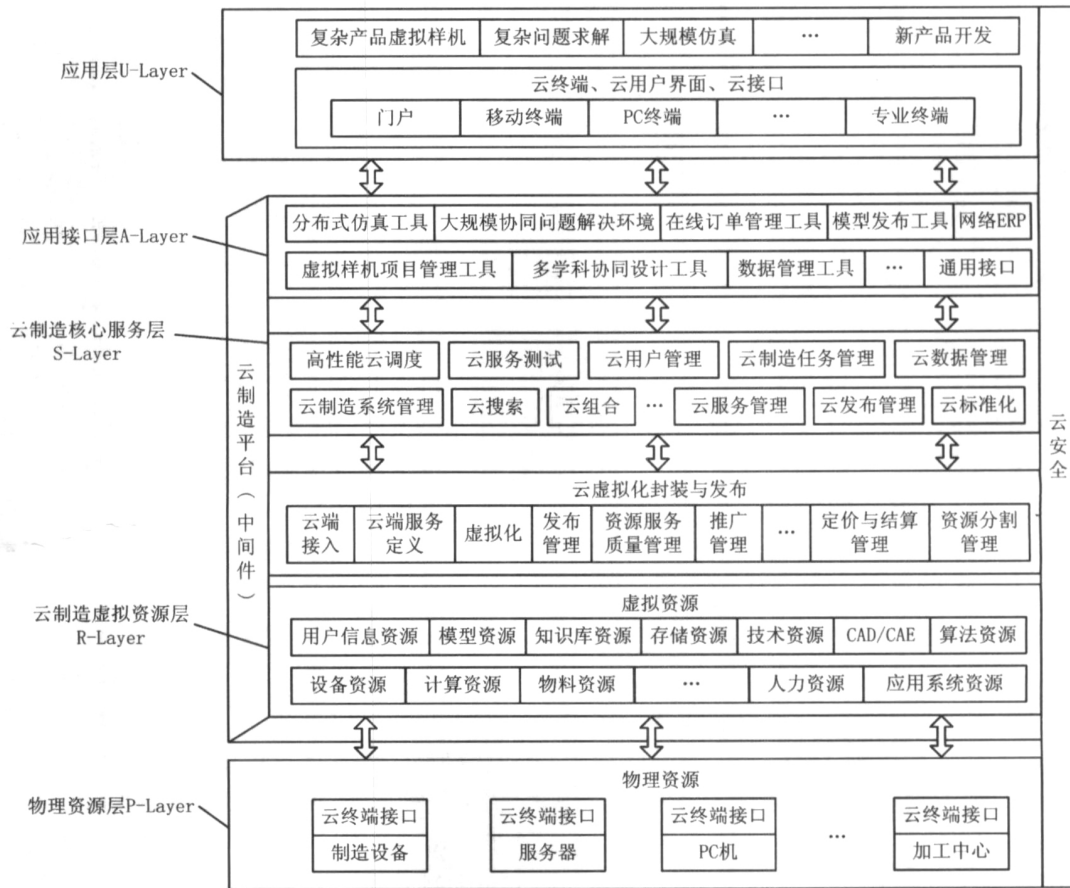 复杂产品虚拟样机 复杂问题求解 大规模仿真 … 新产品开发
应用层U-Layer
云终端、云用户界面、云接口
门户 移动终端 PC终端 … 专业终端
分布式仿真工具 大规模协同问题解决环境 在线订单管理工具 模型发布工具 网络ERP
应用接口层A-Layer
虚拟样机项目管理工具 多学科协同设计工具 数据管理工具 … 通用接口
云制造核心服务层
S-Layer
高性能云调度 云服务测试 云用户管理 云制造任务管理 云数据管理
云制造系统管理 云搜索 云组合 … 云服务管理 云发布管理 云标准化
云制造平台（中间件）
云安全
云虚拟化封装与发布
云端接入 云端服务定义 虚拟化 发布管理 资源服务质量管理 推广管理 … 定价与结算管理 资源分割管理
云制造虚拟资源层
R-Layer
虚拟资源
用户信息资源 模型资源 知识库资源 存储资源 技术资源 CAD/CAE 算法资源
设备资源 计算资源 物料资源 … 人力资源 应用系统资源
物理资源层P-Layer
物理资源
云终端接口 云终端接口 云终端接口 … 云终端接口
制造设备 服务器 PC机 加工中心